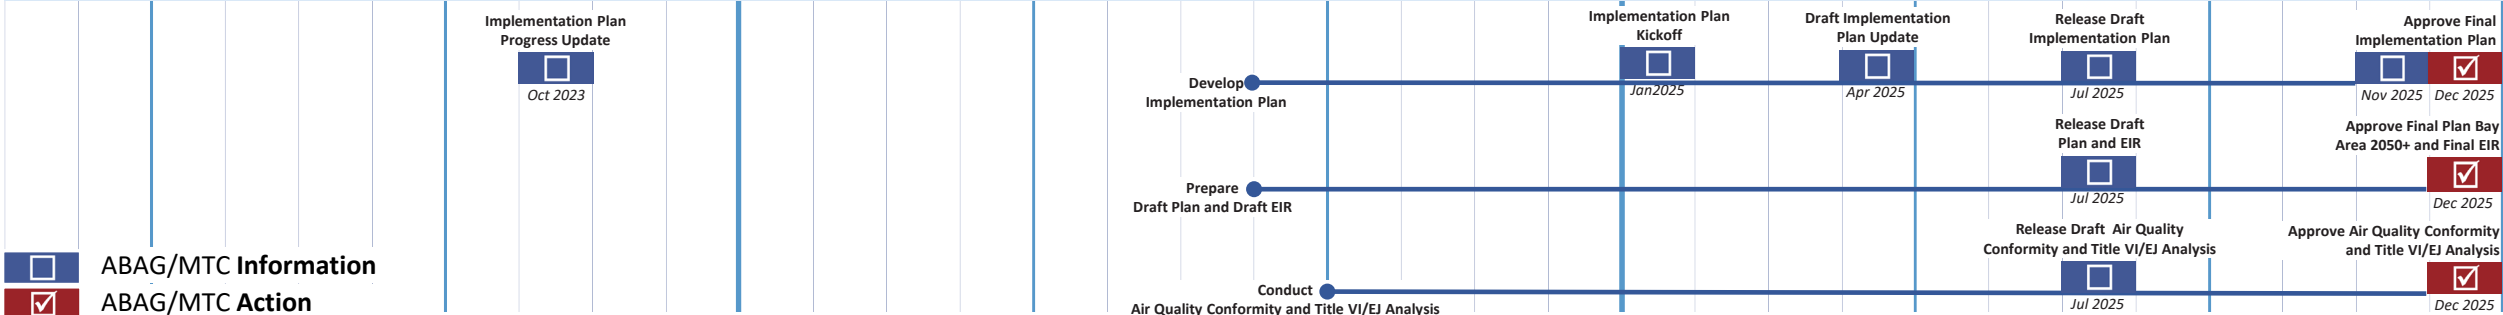 Implementation Plan
Progress Update
Oct 2023
Implementation Plan
Kickoff
Jan2025
Draft Implementation
Plan Update
Apr 2025
Release Draft
Implementation Plan
Jul 2025
Approve Final
Implementation Plan
Nov 2025
Dec 2025
Develop
Implementation Plan
Release Draft
Plan and EIR
Jul 2025
Approve Final Plan Bay
Area 2050+ and Final EIR
Dec 2025
Prepare
Draft Plan and Draft EIR
Release Draft Air Quality
Conformity and Title VI/EJ Analysis
Jul 2025
Approve Air Quality Conformity
and Title VI/EJ Analysis
Dec 2025
Conduct
Air Quality Conformity and Title VI/EJ Analysis
ABAG/MTC Information
ABAG/MTC Action